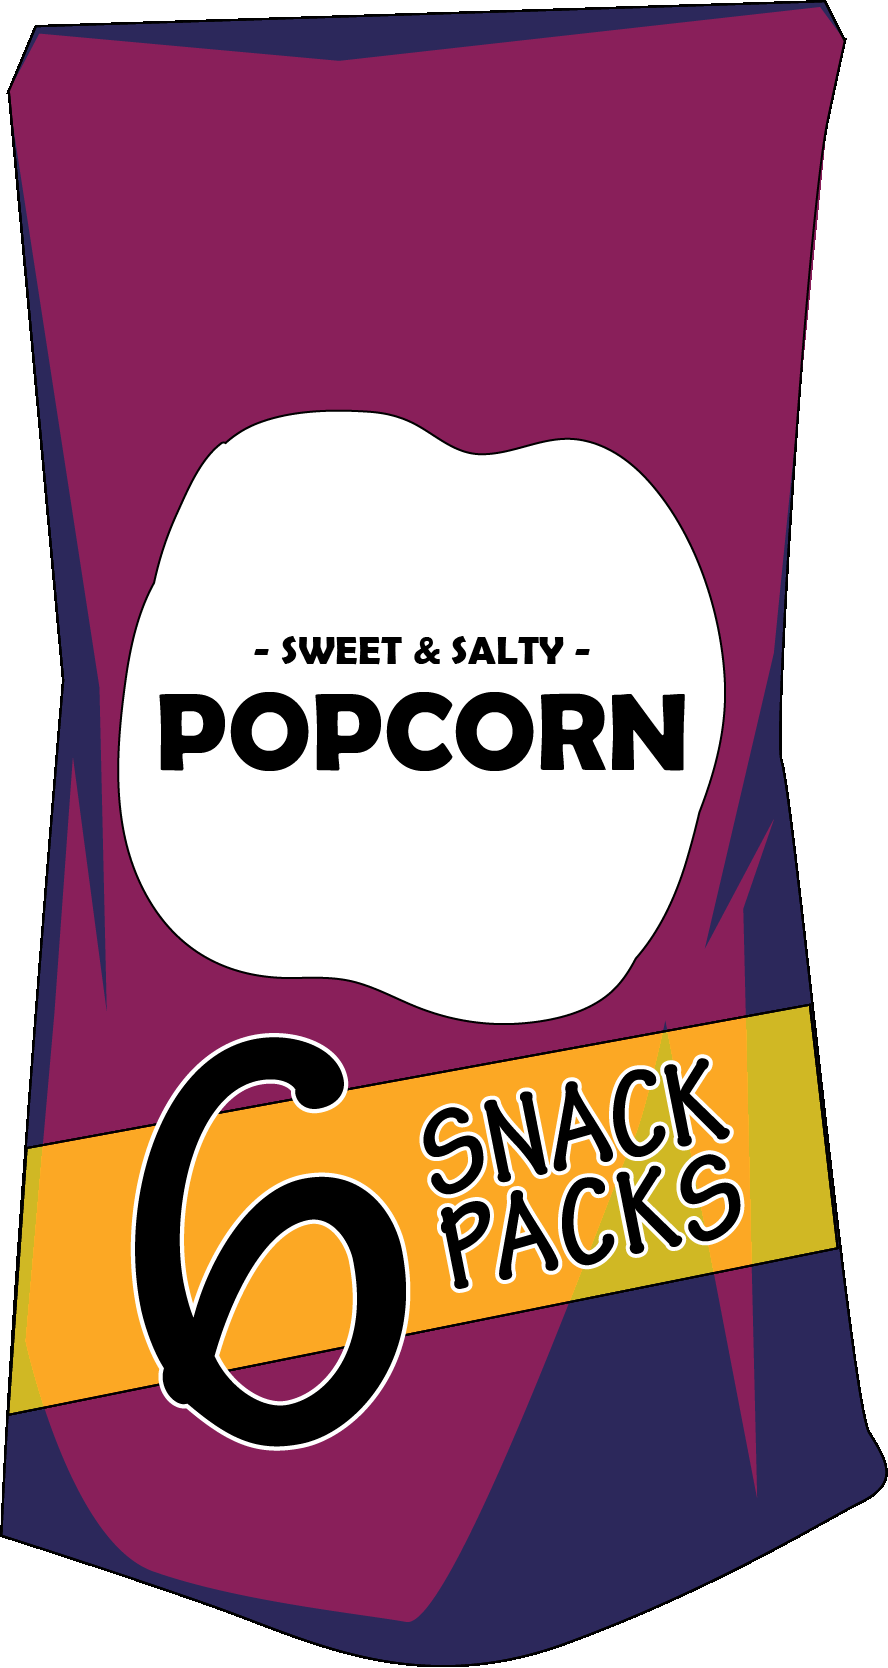 - SWEET & SALTY -
POPCORN
6
SNACK
PACKS